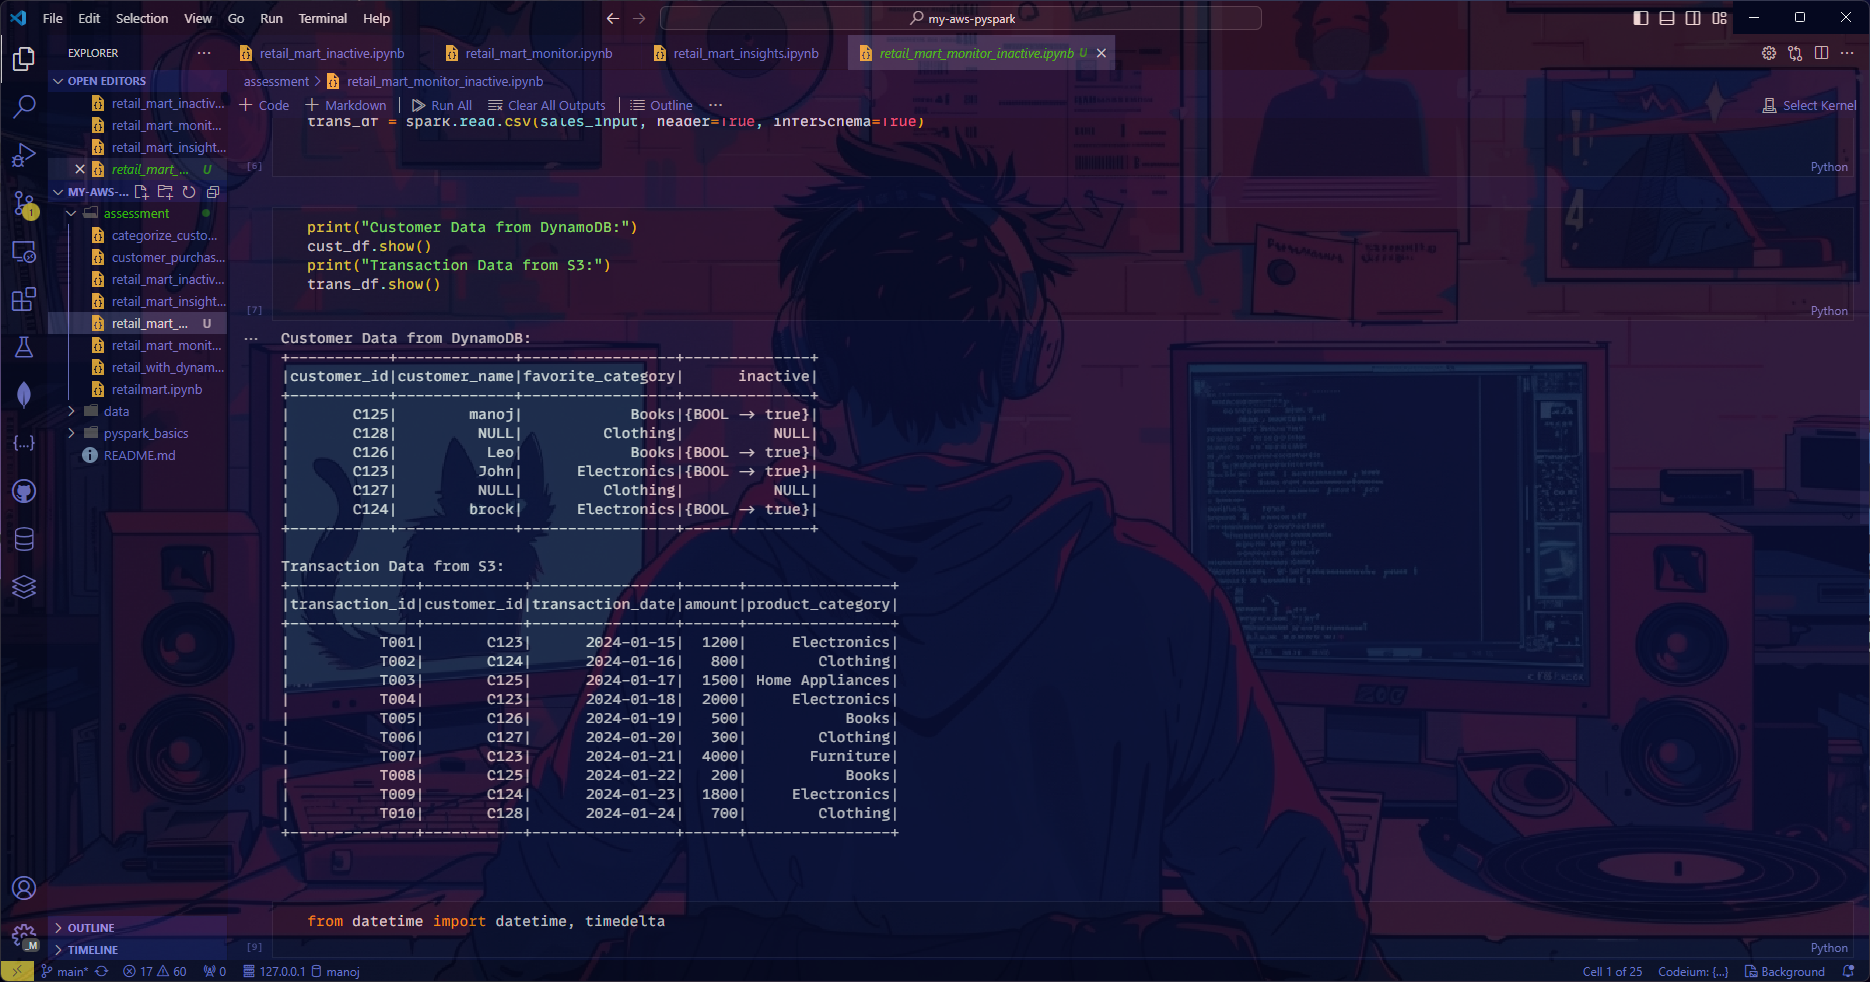 File Edit Selection View Go Run Terminal Help
my-aws-pyspark
EXPLORER
retail_mart_inactive.ipynb
retail_mart_monitor.ipynb
retail_mart_insights.ipynb
retail_mart_monitor_inactive.ipynb U
OPEN EDITORS
assessment > retail_mart_monitor_inactive.ipynb
retail_mart_inactiv...
Code
Markdown
Run All
Clear All Outputs
Outline
Select Kernel
retail_mart_monit...
retail_mart_insight...
retail_mart_... U
MY-AWS-...
assessment
categorize_custo...
customer_purchas...
retail_mart_inactiv...
retail_mart_insight...
retail_mart_... U
retail_mart_monit...
retail_with_dynam...
retailmart.ipynb
data
pyspark_basics
README.md
OUTLINE
TIMELINE
trans_df = spark.read.csv(sales_input, header=True, inferSchema=True)
[6]
Python
print("Customer Data from DynamoDB:")
cust_df.show()
print("Transaction Data from S3:")
trans_df.show()
[7]
Python
Customer Data from DynamoDB:
+-----------+-------------+-----------------+--------------+
|customer_id|customer_name|favorite_category|      inactive|
+-----------+-------------+-----------------+--------------+
|       C125|        manoj|            Books|{BOOL -> true}|
|       C128|         NULL|         Clothing|          NULL|
|       C126|          Leo|            Books|{BOOL -> true}|
|       C123|         John|      Electronics|{BOOL -> true}|
|       C127|         NULL|         Clothing|          NULL|
|       C124|        brock|      Electronics|{BOOL -> true}|
+-----------+-------------+-----------------+--------------+
Transaction Data from S3:
+--------------+-----------+----------------+------+----------------+
|transaction_id|customer_id|transaction_date|amount|product_category|
+--------------+-----------+----------------+------+----------------+
|          T001|       C123|      2024-01-15|  1200|     Electronics|
|          T002|       C124|      2024-01-16|   800|        Clothing|
|          T003|       C125|      2024-01-17|  1500| Home Appliances|
|          T004|       C123|      2024-01-18|  2000|     Electronics|
|          T005|       C126|      2024-01-19|   500|           Books|
|          T006|       C127|      2024-01-20|   300|        Clothing|
|          T007|       C123|      2024-01-21|  4000|       Furniture|
|          T008|       C125|      2024-01-22|   200|           Books|
|          T009|       C124|      2024-01-23|  1800|     Electronics|
|          T010|       C128|      2024-01-24|   700|        Clothing|
+--------------+-----------+----------------+------+----------------+
from datetime import datetime, timedelta
[9]
Python
main* 17 60 0 127.0.0.1 manoj
Cell 1 of 25 Codeium: {...} Background